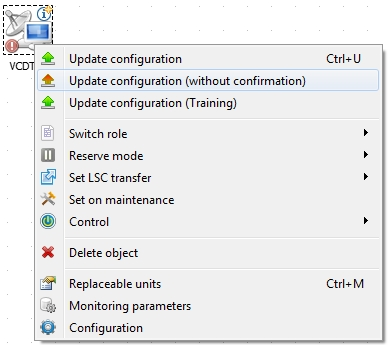 VCDT
Update configuration Ctrl+U
Update configuration (without confirmation)
Update configuration (Training)
Switch role
Reserve mode
Set LSC transfer
Set on maintenance
Control
Delete object
Replaceable units Ctrl+M
Monitoring parameters
Configuration